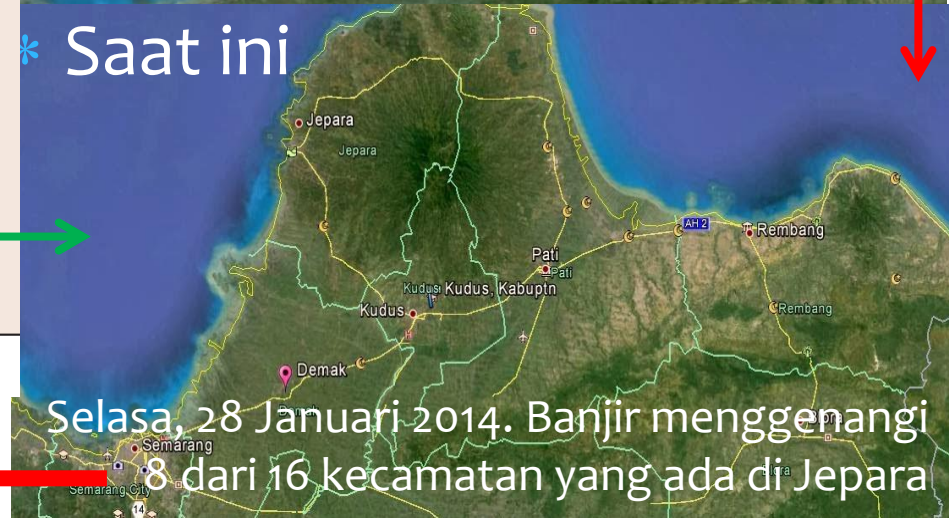 * Saat ini
Jepara
Jepara
AH 2
Rembang
Pati
Pati
Kudus
Kudus, Kabuptn
Kudus
Rembang
Demak
Selasa, 28 Januari 2014. Banjir menggenangi
Semarang
8 dari 16 kecamatan yang ada di Jepara
Semarang City
14